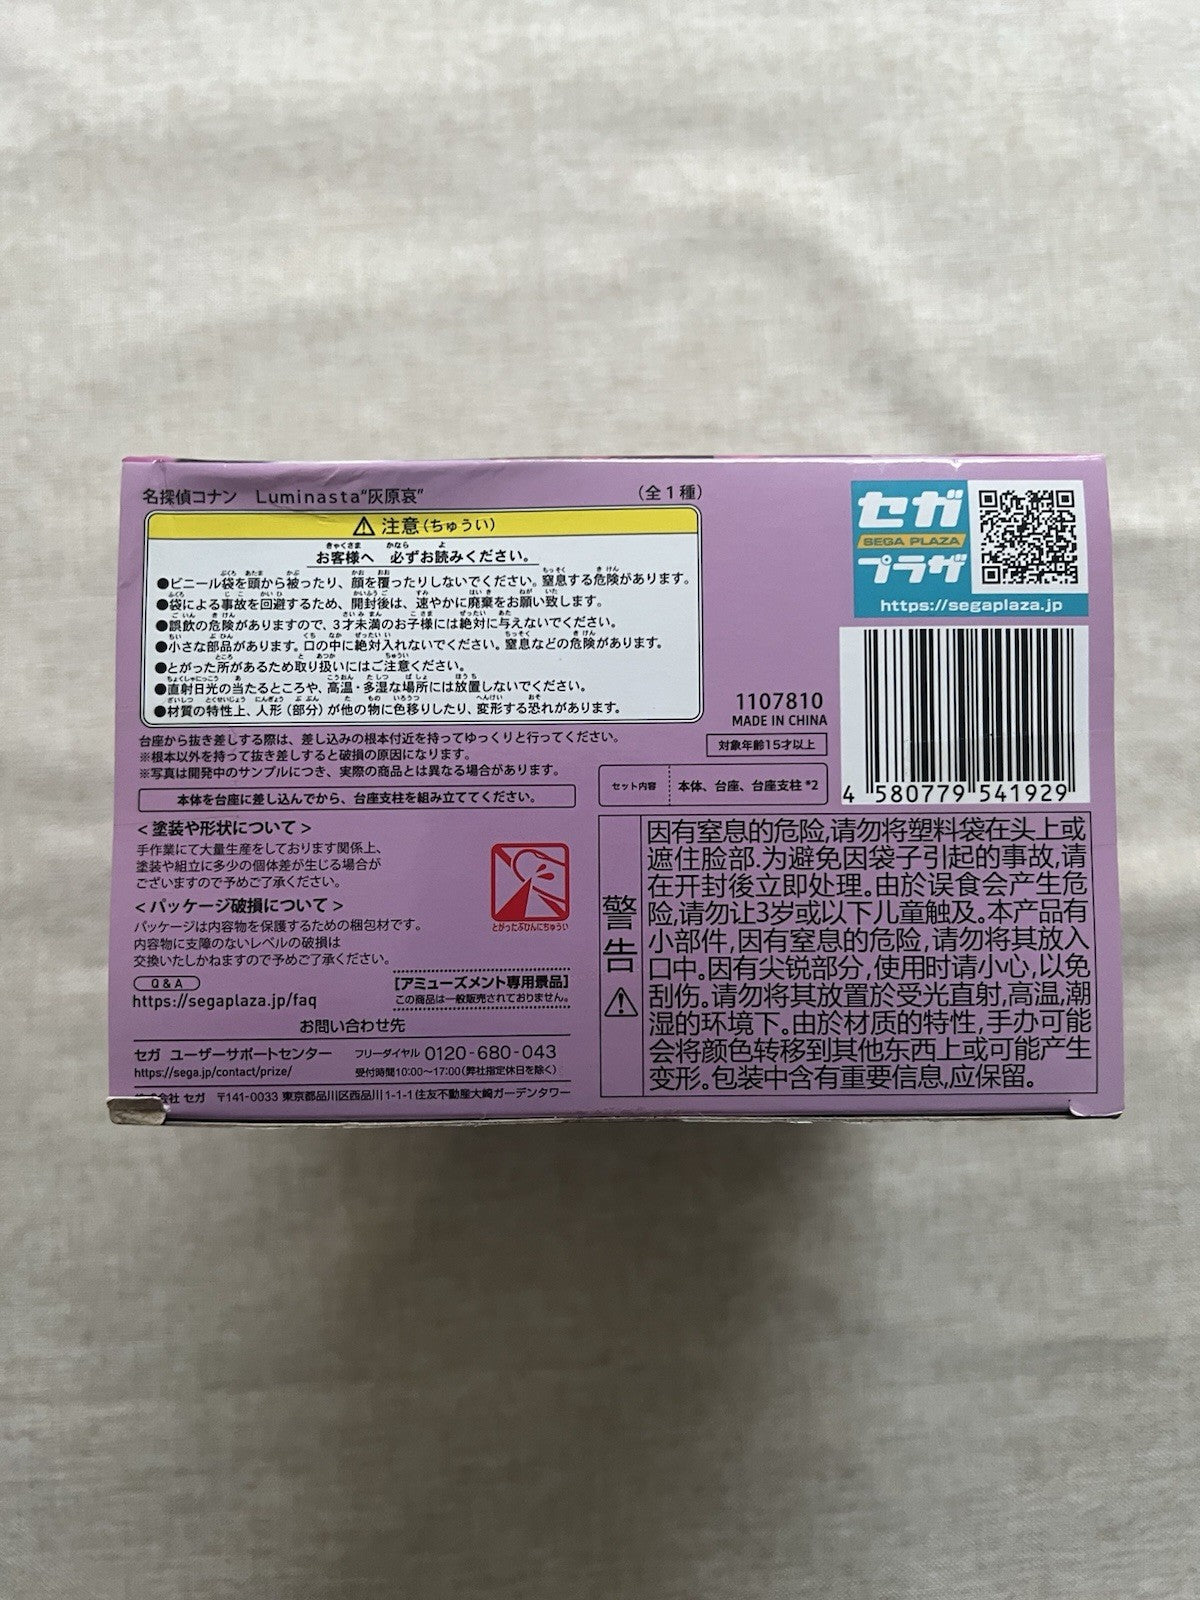 名探偵コナン Luminasta“灰原哀” （全１種）
⚠ 注意（ちゅうい）
お客様へ 必ずお読みください。
●ビニール袋を頭から被ったり、顔を覆ったりしないでください。窒息する危険があります。
●袋による事故を回避するため、開封後は、速やかに廃棄をお願い致します。
●誤飲の危険がありますので、３才未満のお子様には絶対に与えないでください。
●小さな部品があります。口の中に絶対入れないでください。窒息などの危険があります。
●とがった所があるため取り扱いにはご注意ください。
●直射日光の当たるところや、高温・多湿な場所には放置しないでください。
●材質の特性上、人形（部分）が他の物に色移りしたり、変形する恐れがあります。
台座から抜き差しする際は、差し込みの根本付近を持ってゆっくりと行ってください。
※根本以外を持って抜き差しすると破損の原因になります。
※写真は開発中のサンプルにつき、実際の商品とは異なる場合があります。
本体を台座に差し込んでから、台座支柱を組み立ててください。
＜塗装や形状について＞
手作業にて大量生産をしております関係上、
塗装や組立に多少の個体差が生じる場合が
ございますので予めご了承ください。
＜パッケージ破損について＞
パッケージは内容物を保護するための梱包材です。
内容物に支障のないレベルの破損は
交換いたしかねますので予めご了承ください。
とがったぶひんにちゅうい
Q & A
https://segaplaza.jp/faq
［アミューズメント専用景品］
この商品は一般販売されておりません。
お問い合わせ先
セガ ユーザーサポートセンター フリーダイヤル 0120-680-043
https://sega.jp/contact/prize/ 受付時間10:00〜17:00（弊社指定休日を除く）
株式会社 セガ 〒141-0033 東京都品川区西品川1-1-1住友不動産大崎ガーデンタワー
セガ
SEGA PLAZA
プラザ
https://segaplaza.jp
1107810
MADE IN CHINA
対象年齢15才以上
セット内容 本体、台座、台座支柱 *2
4 580779 541929
警告⚠
因有窒息的危险,请勿将塑料袋在头上或
遮住脸部.为避免因袋子引起的事故,请
在开封後立即处理。由於误食会产生危
险,请勿让3岁或以下儿童触及。本产品有
小部件,因有窒息的危险,请勿将其放入
口中。因有尖锐部分,使用时请小心,以免
刮伤。请勿将其放置於受光直射,高温,潮
湿的环境下。由於材质的特性,手办可能
会将颜色转移到其他东西上或可能产生
变形。包装中含有重要信息,应保留。